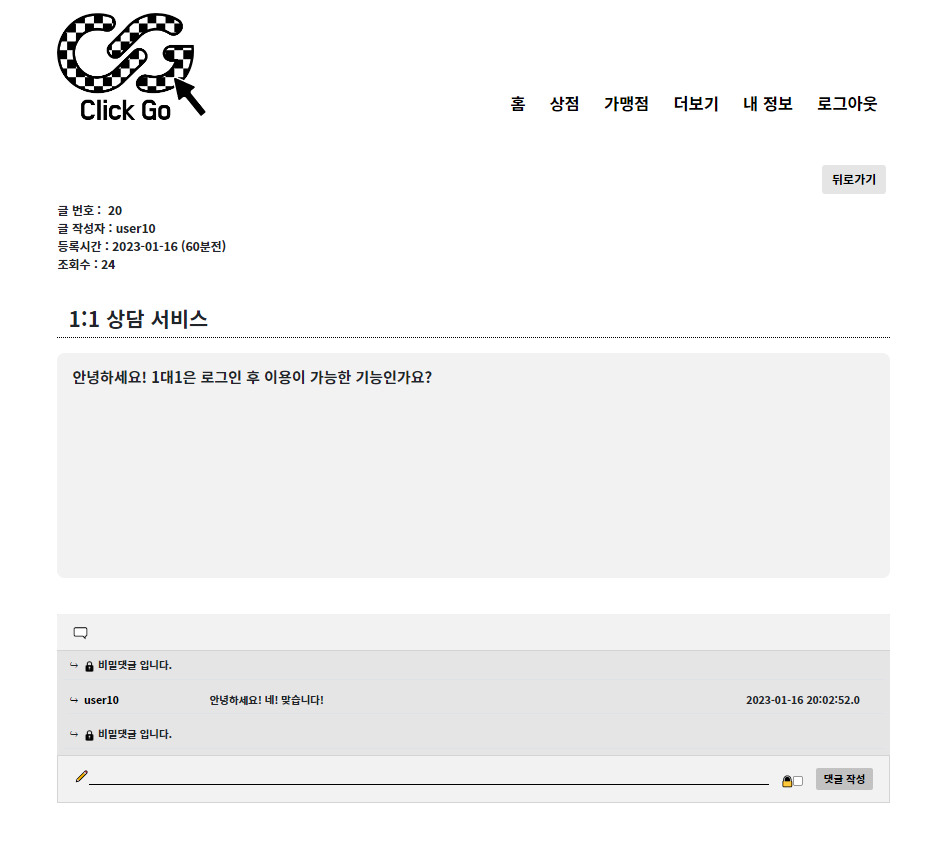 Click Go
홈 상점 가맹점 더보기 내 정보 로그아웃
뒤로가기
글 번호 : 20
글 작성자 : user10
등록시간 : 2023-01-16 (60분전)
조회수 : 24
1:1 상담 서비스
안녕하세요! 1대1은 로그인 후 이용이 가능한 기능인가요?
↪ 비밀댓글 입니다.
↪ user10 안녕하세요! 네! 맞습니다! 2023-01-16 20:02:52.0
↪ 비밀댓글 입니다.
댓글 작성